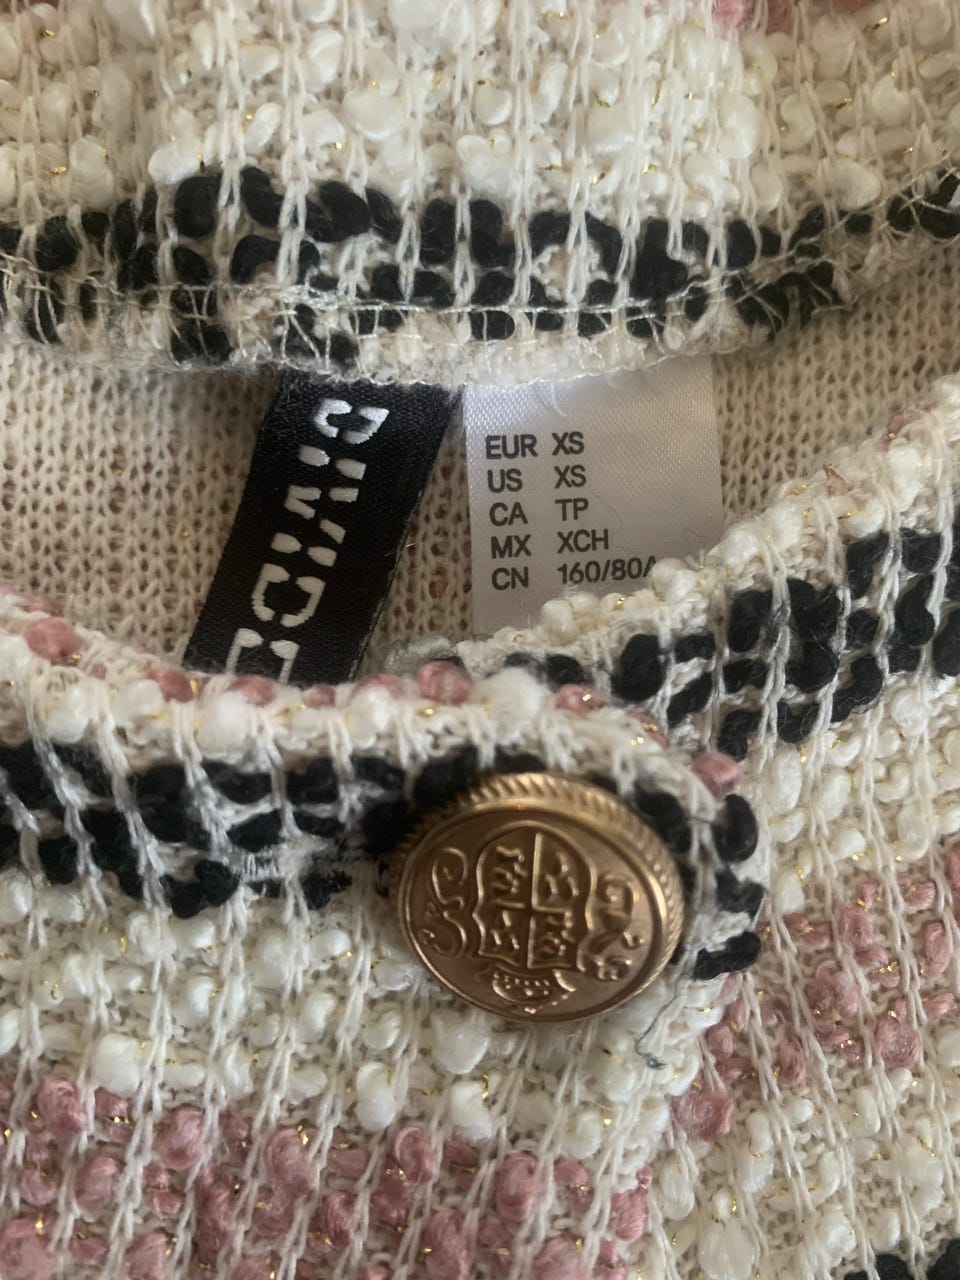 EUR XS
US XS
CA TP
MX XCH
CN 160/80A